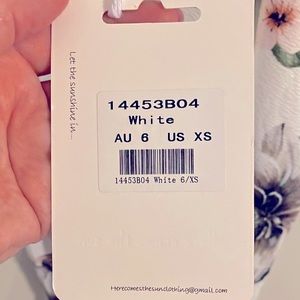 Let the sunshine in...
14453B04
White
AU 6 US XS
14453B04 White 6/XS
Herecomesthesunclothing@gmail.com